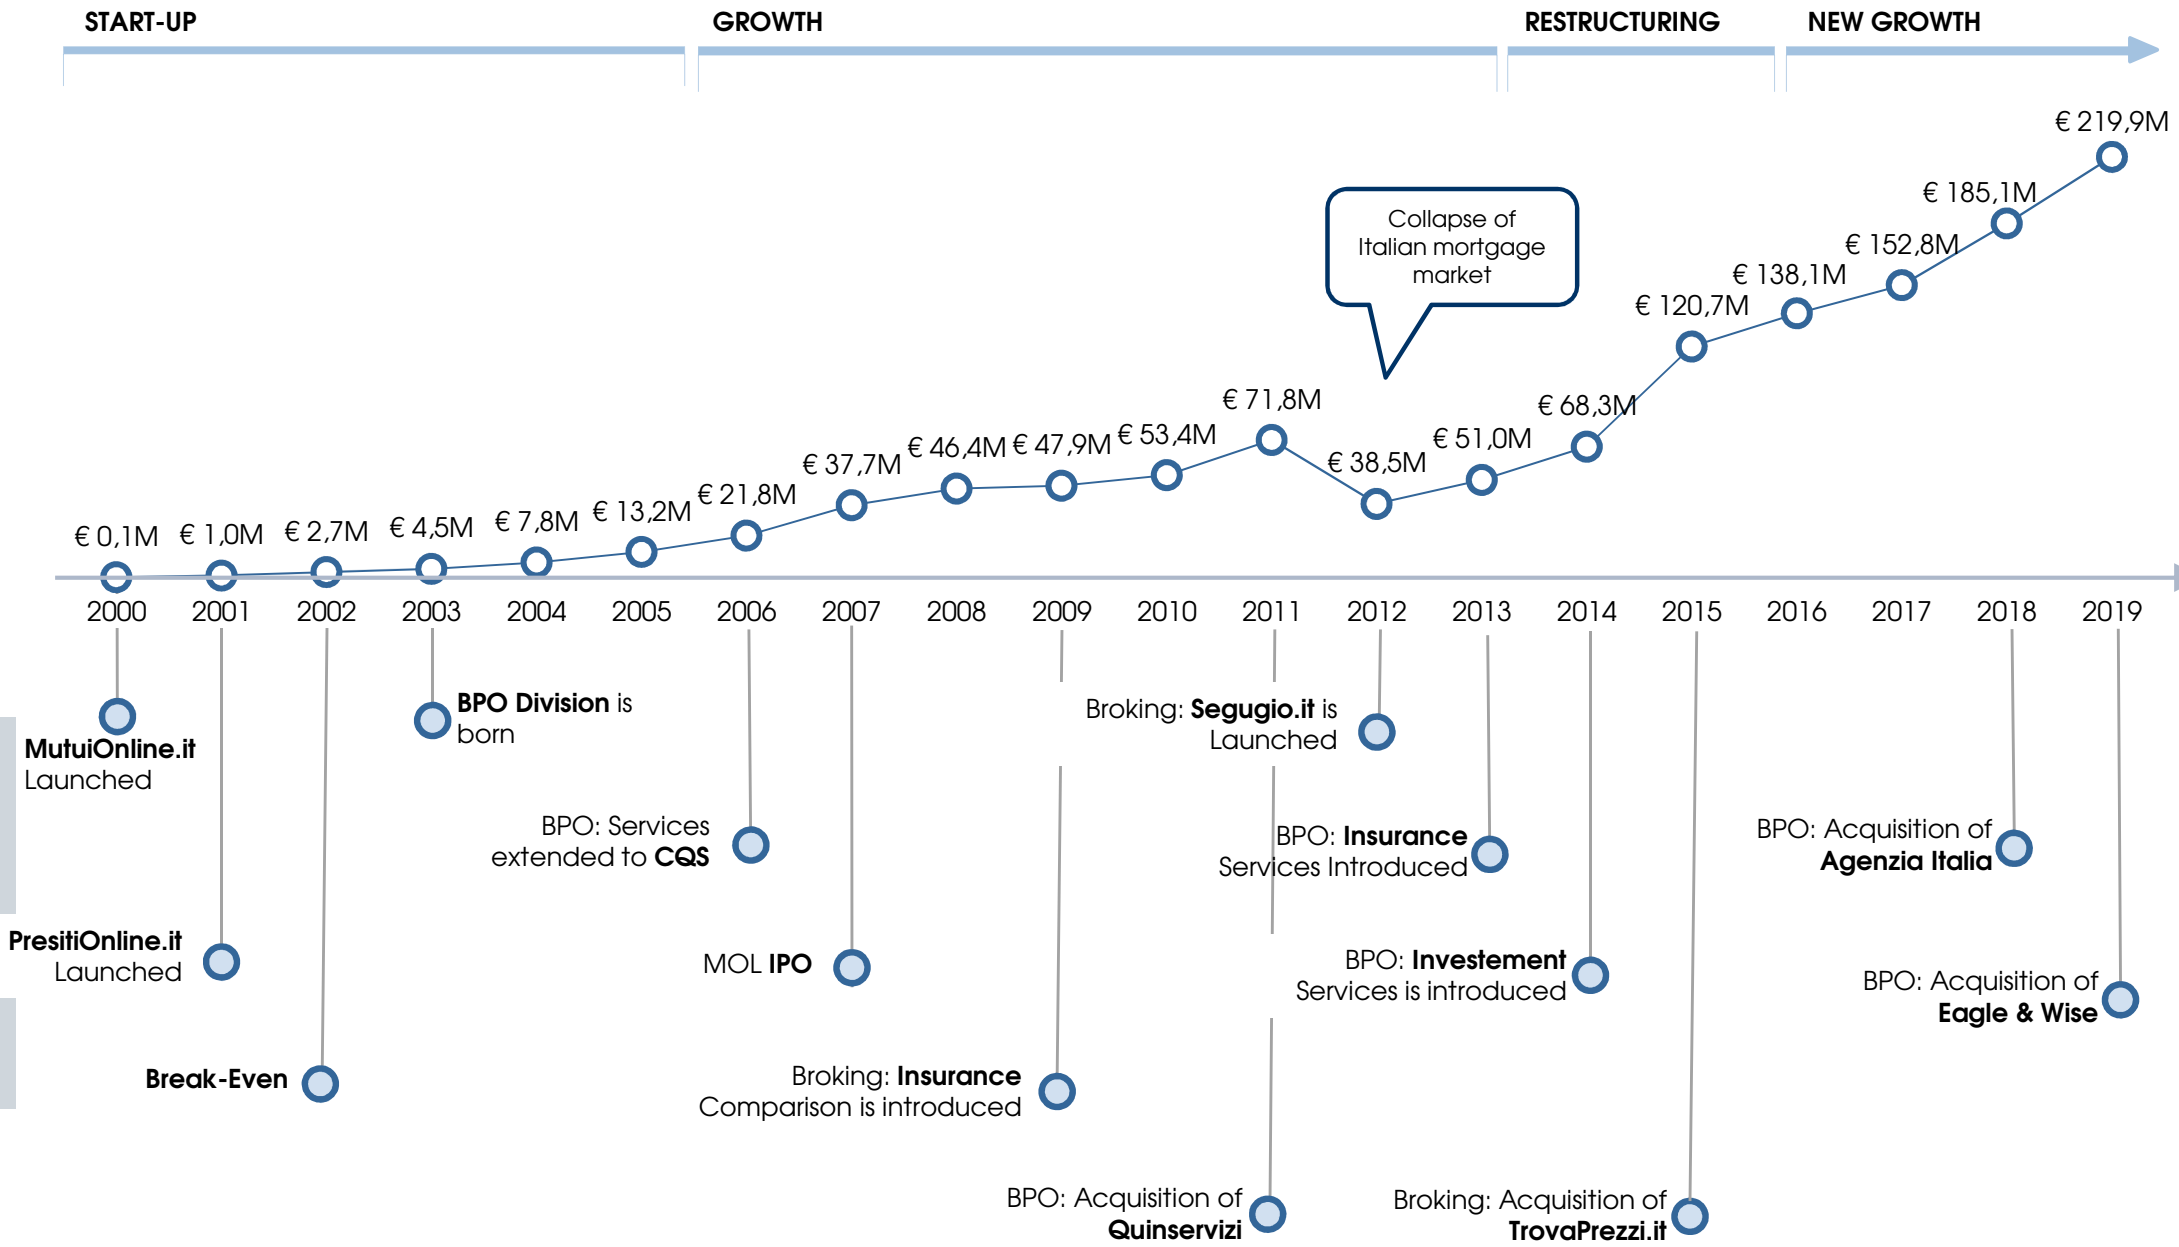 START-UP
GROWTH
RESTRUCTURING
NEW GROWTH
€ 0,1M
€ 1,0M
€ 2,7M
€ 4,5M
€ 7,8M
€ 13,2M
€ 21,8M
€ 37,7M
€ 46,4M
€ 47,9M
€ 53,4M
€ 71,8M
€ 38,5M
€ 51,0M
€ 68,3M
€ 120,7M
€ 138,1M
€ 152,8M
€ 185,1M
€ 219,9M
Collapse of
Italian mortgage
market
2000
2001
2002
2003
2004
2005
2006
2007
2008
2009
2010
2011
2012
2013
2014
2015
2016
2017
2018
2019
MutuiOnline.it
Launched
PresitiOnline.it
Launched
Break-Even
BPO Division is
born
BPO: Services
extended to CQS
MOL IPO
Broking: Insurance
Comparison is introduced
BPO: Acquisition of
Quinservizi
Broking: Segugio.it is
Launched
BPO: Insurance
Services Introduced
BPO: Investement
Services is introduced
Broking: Acquisition of
TrovaPrezzi.it
BPO: Acquisition of
Agenzia Italia
BPO: Acquisition of
Eagle & Wise